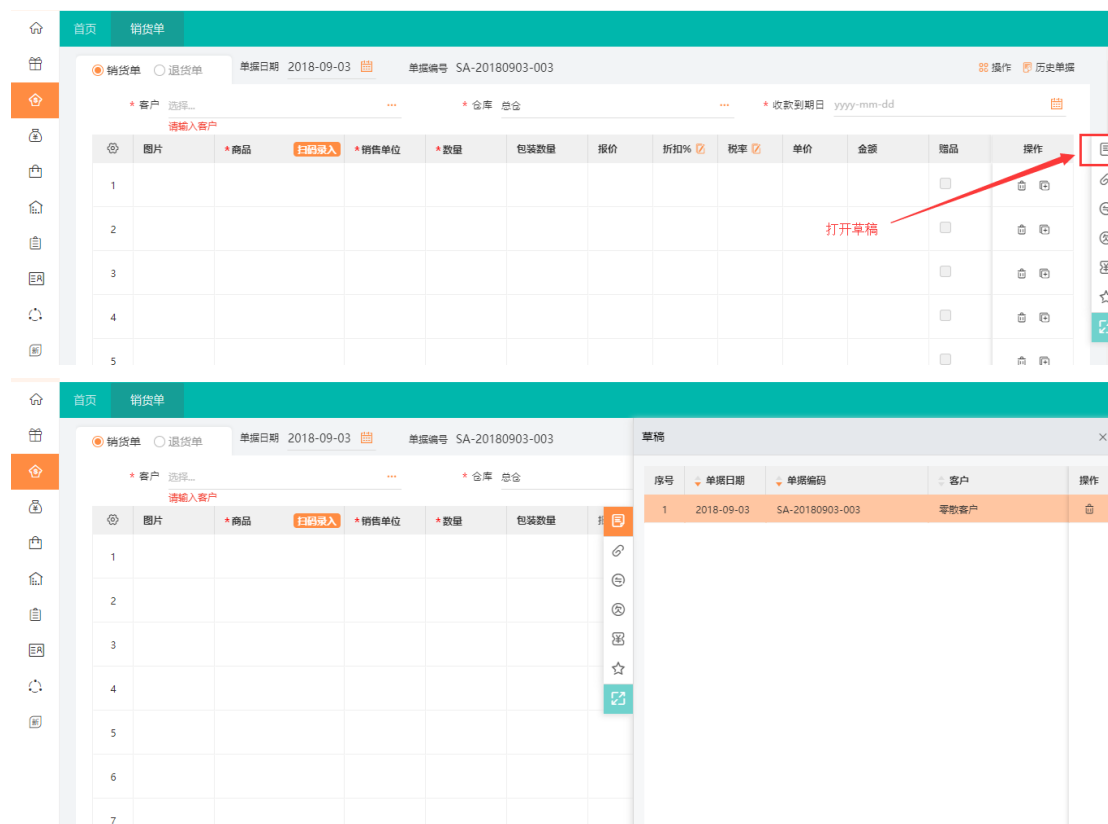 首页 销货单
销货单 退货单 单据日期 2018-09-03 单据编号 SA-20180903-003 操作 历史单据
* 客户 选择... ... * 仓库 总仓 ... * 收款到期日 yyyy-mm-dd
请输入客户
图片 *商品 扫码录入 *销售单位 *数量 包装数量 报价 折扣% 税率 单价 金额 赠品 操作
1
2 打开草稿
3
4
5
首页 销货单
销货单 退货单 单据日期 2018-09-03 单据编号 SA-20180903-003 草稿 ×
* 客户 选择... ... * 仓库 总仓 序号 单据日期 单据编码 客户 操作
请输入客户
图片 *商品 扫码录入 *销售单位 *数量 包装数量 1 2018-09-03 SA-20180903-003 零散客户
1
2
3
4
5
6
7